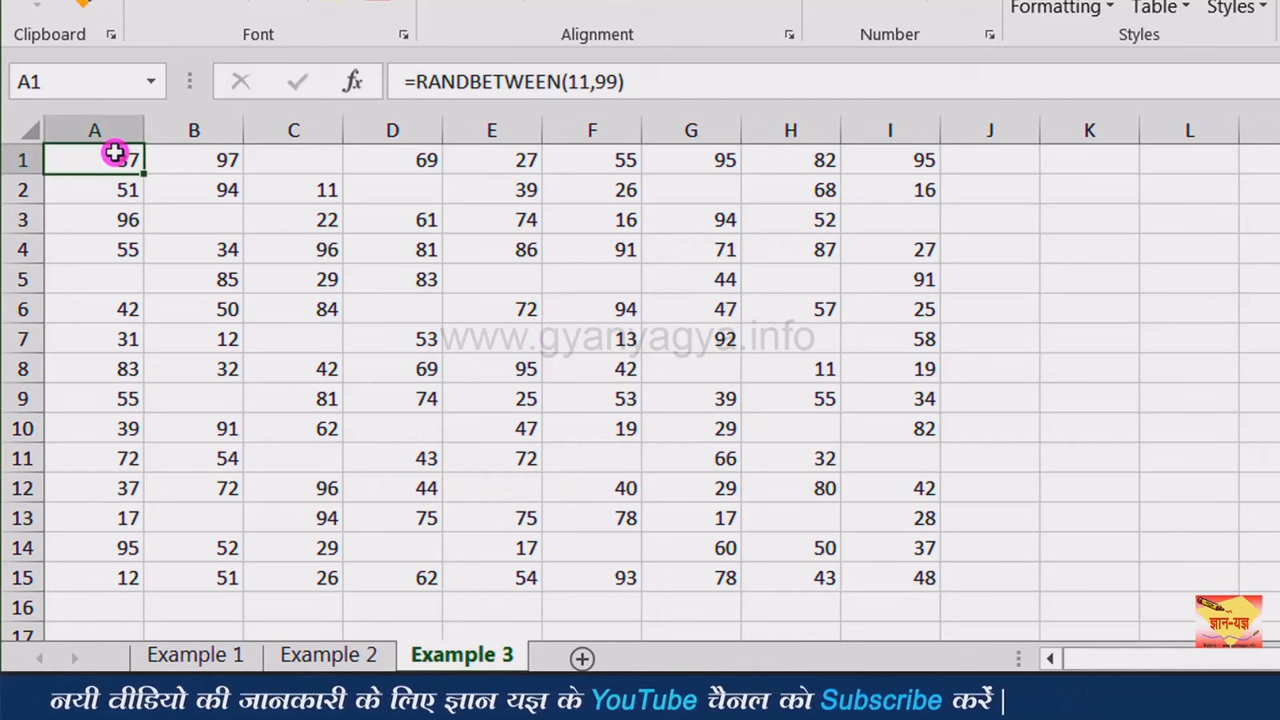 Formatting Table Styles
Clipboard Font Alignment Number Styles
A1 fx =RANDBETWEEN(11,99)
A B C D E F G H I J K L
1 97 69 27 55 95 82 95
2 51 94 11 39 26 68 16
3 96 22 61 74 16 94 52
4 55 34 96 81 86 91 71 87 27
5 85 29 83 44 91
6 42 50 84 72 94 47 57 25
7 31 12 53 13 92 58
www.gyanyagya.info
8 83 32 42 69 95 42 11 19
9 55 81 74 25 53 39 55 34
10 39 91 62 47 19 29 82
11 72 54 43 72 66 32
12 37 72 96 44 40 29 80 42
13 17 94 75 75 78 17 28
14 95 52 29 17 60 50 37
15 12 51 26 62 54 93 78 43 48
16
17
ज्ञान-यज्ञ
Example 1 Example 2 Example 3
नयी वीडियो की जानकारी के लिए ज्ञान यज्ञ के YouTube चैनल को Subscribe करें |